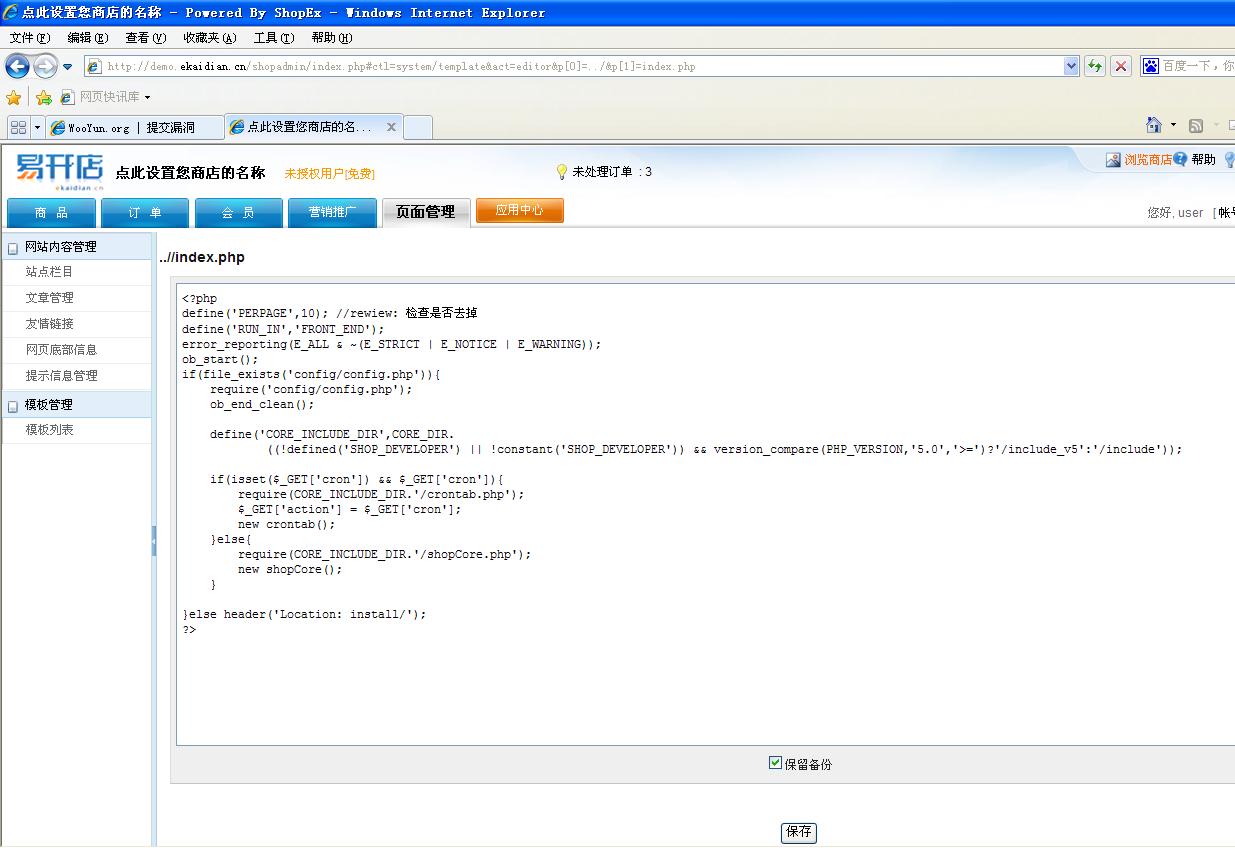 点此设置您商店的名称 - Powered By ShopEx - Windows Internet Explorer
文件(F) 编辑(E) 查看(V) 收藏夹(A) 工具(T) 帮助(H)
http://demo.ekaidian.cn/shopadmin/index.php#ctl=system/template&act=editor&p[0]=../&p[1]=index.php
百度一下，你
网页快讯库
WooYun.org | 提交漏洞
点此设置您商店的名...
易开店
ekaidian.cn
点此设置您商店的名称
未授权用户[免费]
未处理订单 : 3
浏览商店
帮助
商 品
订 单
会 员
营销推广
页面管理
应用中心
您好, user [帐号
网站内容管理
站点栏目
文章管理
友情链接
网页底部信息
提示信息管理
模板管理
模板列表
..//index.php
<?php
define('PERPAGE',10); //rewiew: 检查是否去掉
define('RUN_IN','FRONT_END');
error_reporting(E_ALL & ~(E_STRICT | E_NOTICE | E_WARNING));
ob_start();
if(file_exists('config/config.php')){
    require('config/config.php');
    ob_end_clean();
    define('CORE_INCLUDE_DIR',CORE_DIR.
            ((!defined('SHOP_DEVELOPER') || !constant('SHOP_DEVELOPER')) && version_compare(PHP_VERSION,'5.0','>=')?'/include_v5':'/include'));
    if(isset($_GET['cron']) && $_GET['cron']){
        require(CORE_INCLUDE_DIR.'/crontab.php');
        $_GET['action'] = $_GET['cron'];
        new crontab();
    }else{
        require(CORE_INCLUDE_DIR.'/shopCore.php');
        new shopCore();
    }
}else header('Location: install/');
?>
保留备份
保存